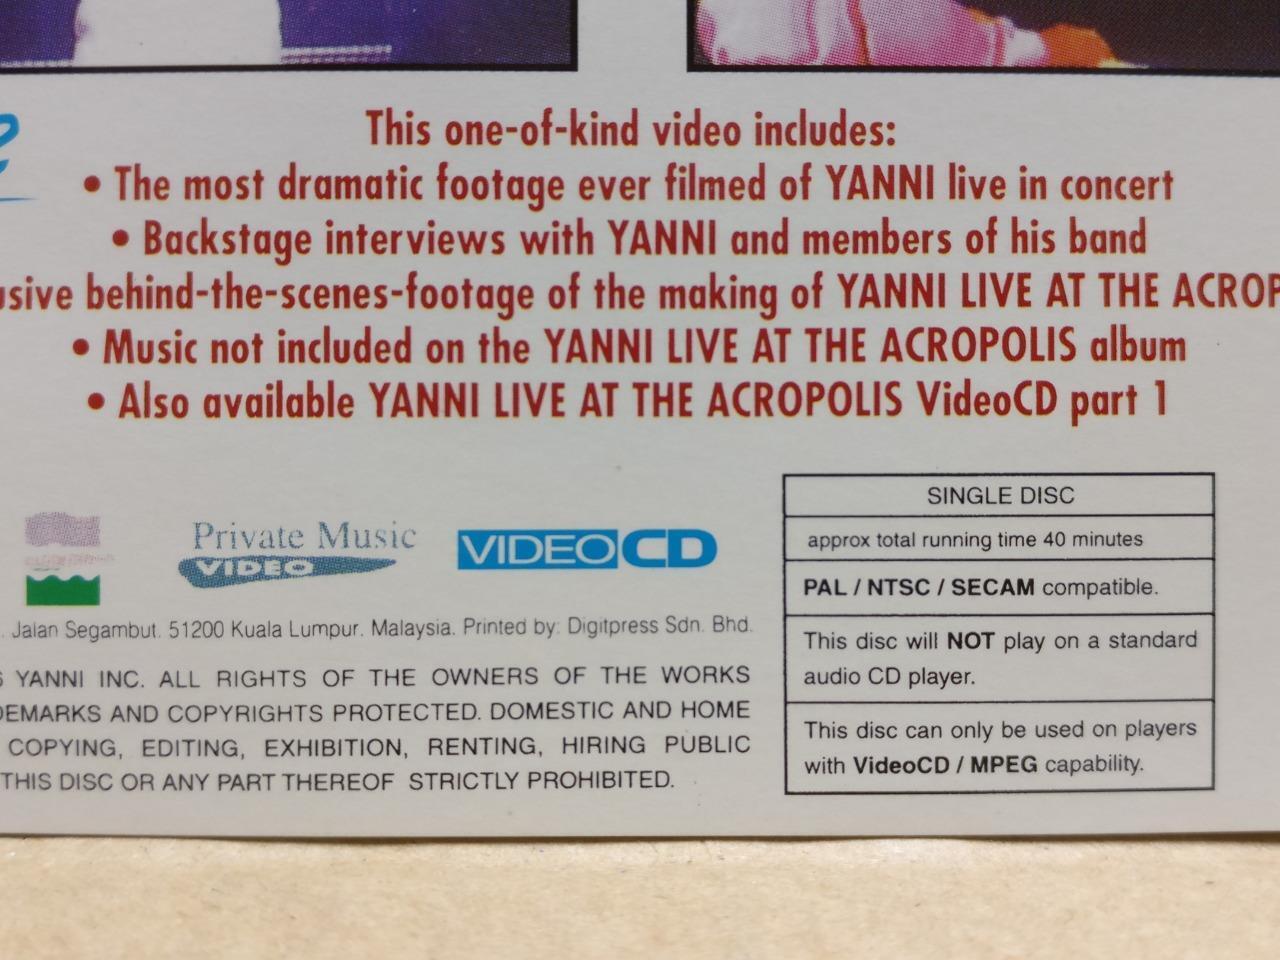 This one-of-kind video includes:
• The most dramatic footage ever filmed of YANNI live in concert
• Backstage interviews with YANNI and members of his band
usive behind-the-scenes-footage of the making of YANNI LIVE AT THE ACROP
• Music not included on the YANNI LIVE AT THE ACROPOLIS album
• Also available YANNI LIVE AT THE ACROPOLIS VideoCD part 1
Private Music
VIDEO
VIDEO CD
. Jalan Segambut. 51200 Kuala Lumpur. Malaysia. Printed by: Digitpress Sdn. Bhd.
6 YANNI INC. ALL RIGHTS OF THE OWNERS OF THE WORKS
DEMARKS AND COPYRIGHTS PROTECTED. DOMESTIC AND HOME
COPYING, EDITING, EXHIBITION, RENTING, HIRING PUBLIC
THIS DISC OR ANY PART THEREOF STRICTLY PROHIBITED.
SINGLE DISC
approx total running time 40 minutes
PAL / NTSC / SECAM compatible.
This disc will NOT play on a standard
audio CD player.
This disc can only be used on players
with VideoCD / MPEG capability.